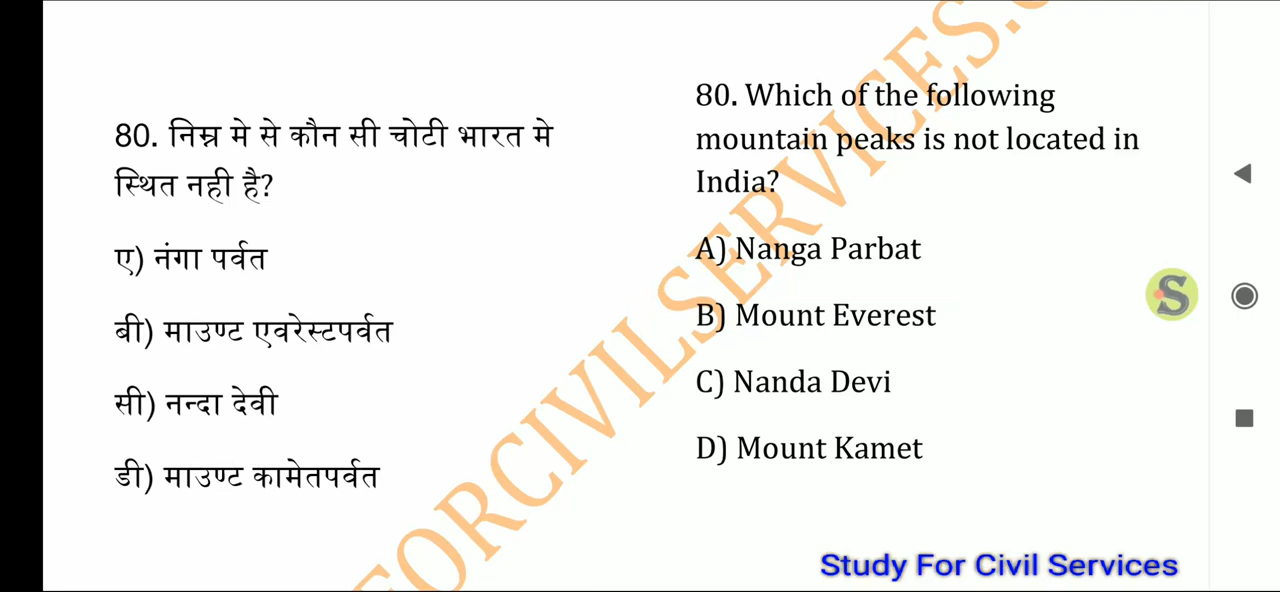 80. निम्न मे से कौन सी चोटी भारत मे
स्थित नही है?
ए) नंगा पर्वत
बी) माउण्ट एवरेस्टपर्वत
सी) नन्दा देवी
डी) माउण्ट कामेतपर्वत
80. Which of the following
mountain peaks is not located in
India?
A) Nanga Parbat
B) Mount Everest
C) Nanda Devi
D) Mount Kamet
FORCIVILSERVICES.
S
Study For Civil Services